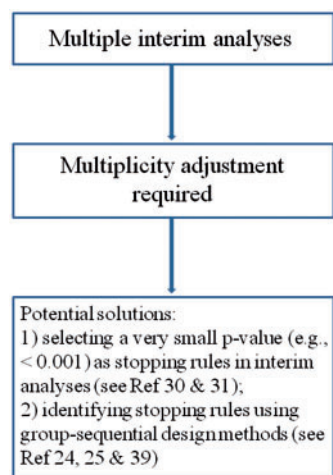 Multiple interim analyses
Multiplicity adjustment
required
Potential solutions:
1) selecting a very small p-value (e.g.,
< 0.001) as stopping rules in interim
analyses (see Ref 30 & 31);
2) identifying stopping rules using
group-sequential design methods (see
Ref 24, 25 & 39)